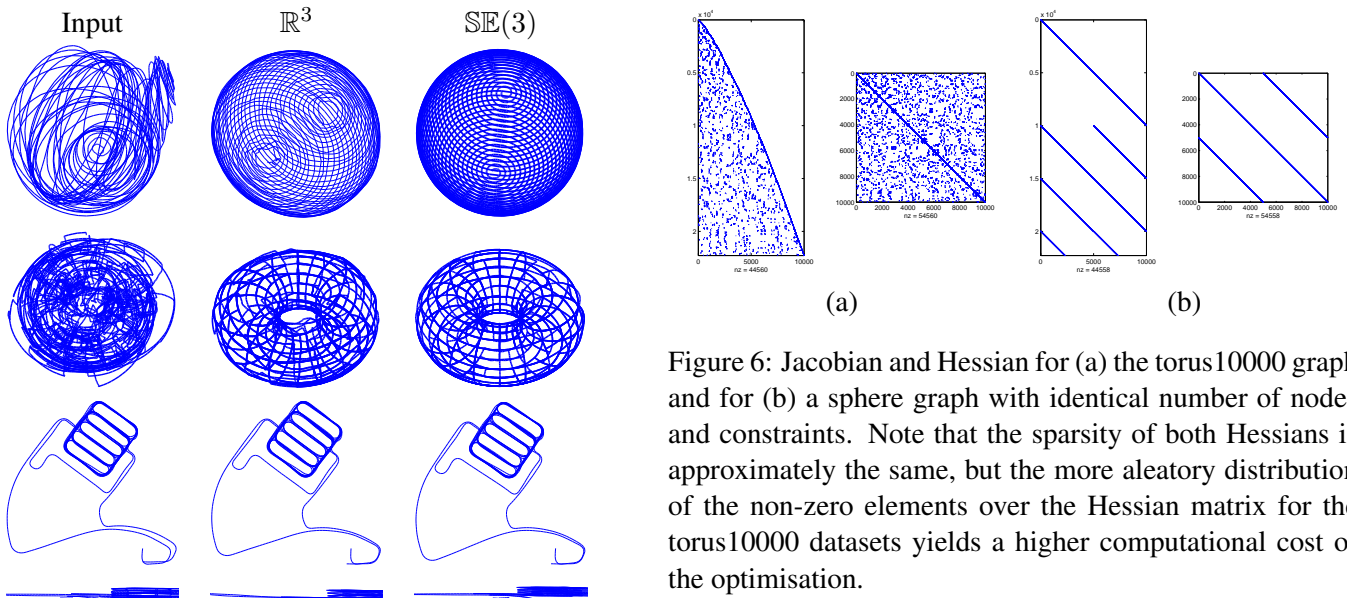 Input
ℝ³
𝕊𝔼(3)
x 10⁴
0
0.5
1
1.5
2
0
5000
10000
nz = 44560
0
2000
4000
6000
8000
10000
0
2000
4000
6000
8000
10000
nz = 54560
x 10⁴
0
0.5
1
1.5
2
0
5000
10000
nz = 44558
0
2000
4000
6000
8000
10000
0
2000
4000
6000
8000
10000
nz = 54558
(a)
(b)
Figure 6: Jacobian and Hessian for (a) the torus10000 graph
and for (b) a sphere graph with identical number of node
and constraints. Note that the sparsity of both Hessians i
approximately the same, but the more aleatory distribution
of the non-zero elements over the Hessian matrix for the
torus10000 datasets yields a higher computational cost o
the optimisation.